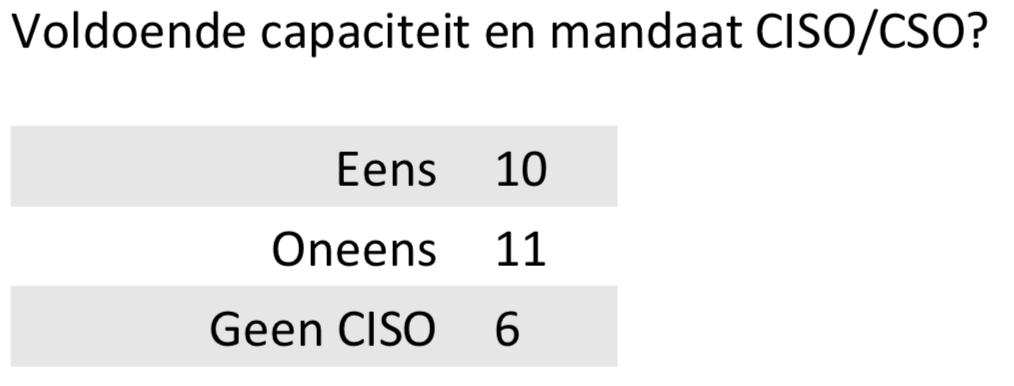 Voldoende capaciteit en mandaat CISO/CSO?
Eens 10
Oneens 11
Geen CISO 6